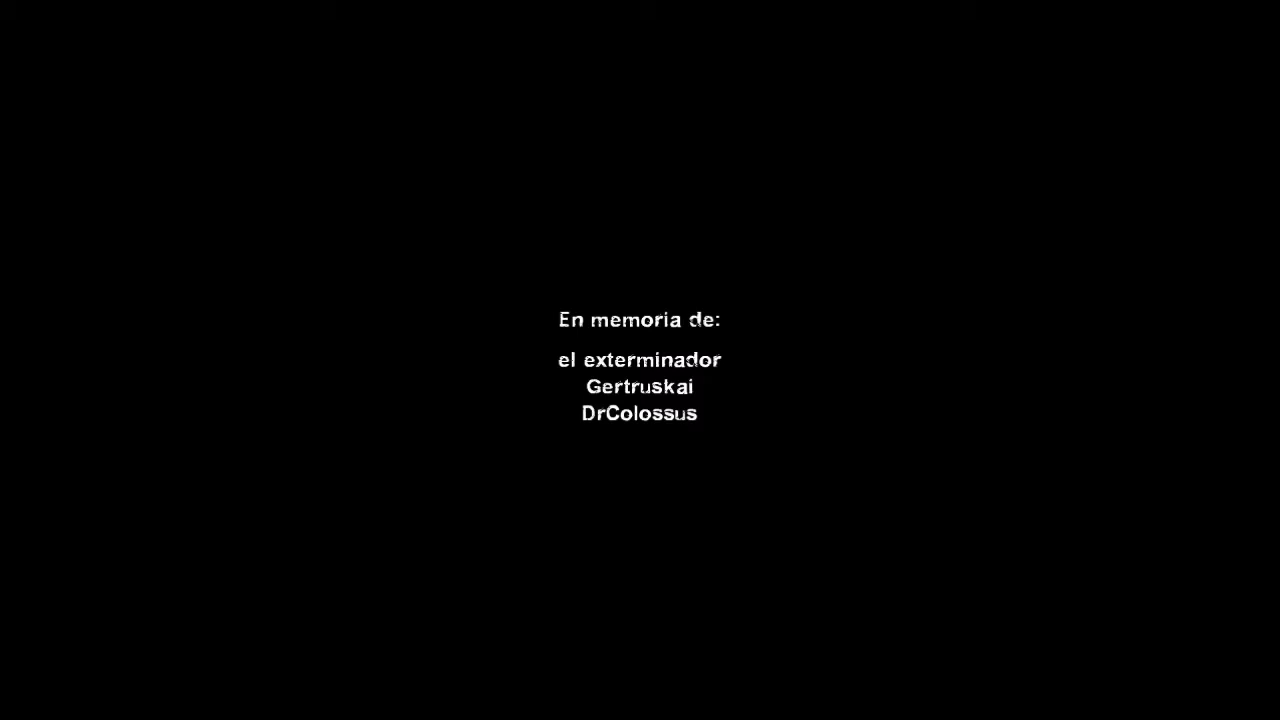 En memoria de:
el exterminador
Gertruskai
DrColossus